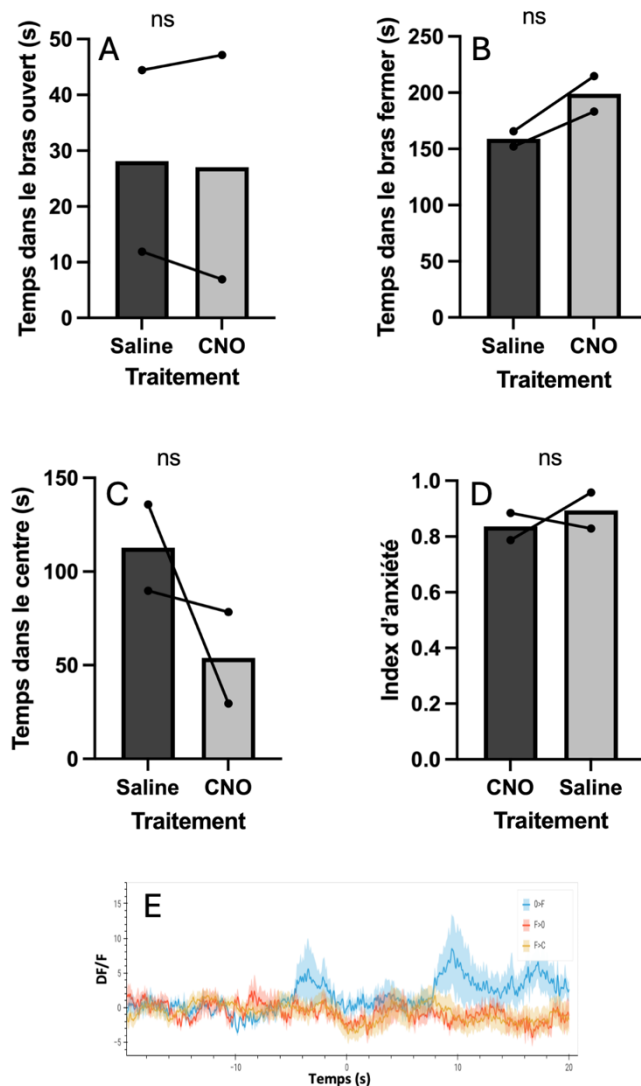 ns
A
Temps dans le bras ouvert (s)
50
40
30
20
10
0
Saline CNO
Traitement
ns
B
Temps dans le bras fermer (s)
250
200
150
100
50
0
Saline CNO
Traitement
ns
C
Temps dans le centre (s)
150
100
50
0
Saline CNO
Traitement
ns
D
Index d'anxiété
1.0
0.8
0.6
0.4
0.2
0.0
CNO Saline
Traitement
E
DF/F
15
10
5
0
-5
-10 0 10 20
Temps (s)
O>F
F>O
F>C